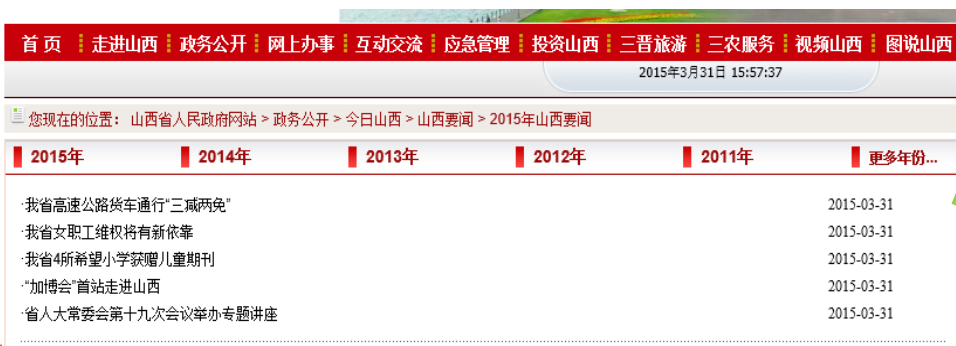 首页 走进山西 政务公开 网上办事 互动交流 应急管理 投资山西 三晋旅游 三农服务 视频山西 图说山西
2015年3月31日 15:57:37
您现在的位置： 山西省人民政府网站 > 政务公开 > 今日山西 > 山西要闻 > 2015年山西要闻
2015年 2014年 2013年 2012年 2011年 更多年份...
·我省高速公路货车通行“三减两免” 2015-03-31
·我省女职工维权将有新依靠 2015-03-31
·我省4所希望小学获赠儿童期刊 2015-03-31
·“加博会”首站走进山西 2015-03-31
·省人大常委会第十九次会议举办专题讲座 2015-03-31